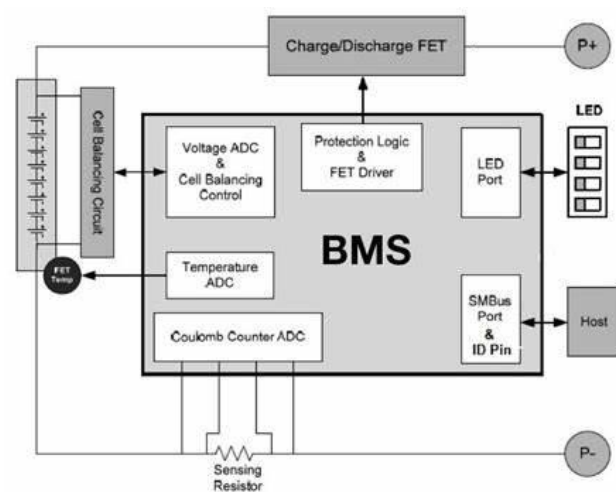 Charge/Discharge FET
P+
LED
Cell Balancing Circuit
Voltage ADC
&
Cell Balancing
Control
Protection Logic
&
FET Driver
LED
Port
BMS
FET
Temp
Temperature
ADC
SMBus
Port
&
ID Pin
Host
Coulomb Counter ADC
Sensing
Resistor
P-